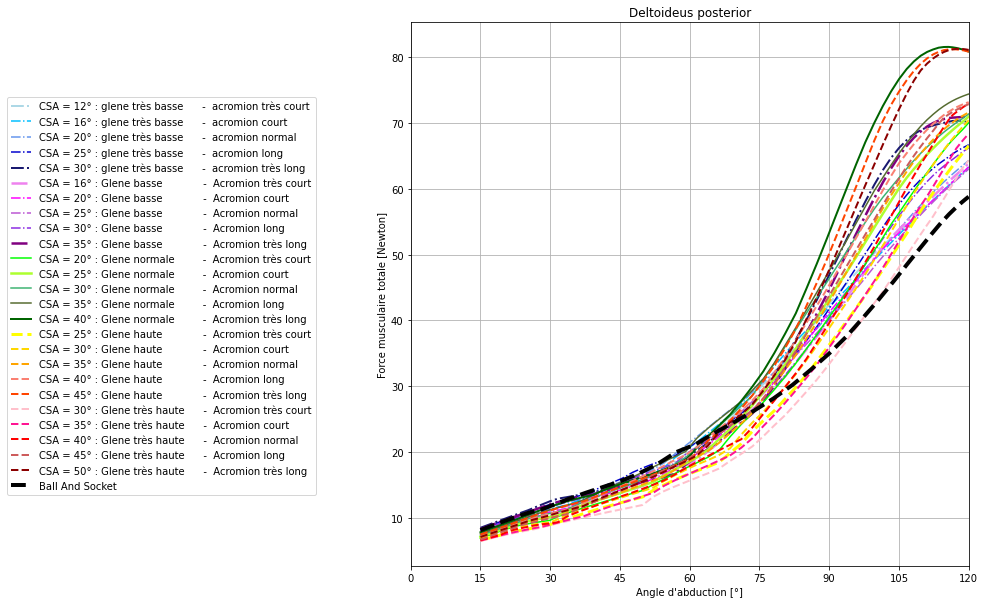 Deltoideus posterior
CSA = 12° : glene très basse - acromion très court
CSA = 16° : glene très basse - acromion court
CSA = 20° : glene très basse - acromion normal
CSA = 25° : glene très basse - acromion long
CSA = 30° : glene très basse - acromion très long
CSA = 16° : Glene basse - Acromion très court
CSA = 20° : Glene basse - Acromion court
CSA = 25° : Glene basse - Acromion normal
CSA = 30° : Glene basse - Acromion long
CSA = 35° : Glene basse - Acromion très long
CSA = 20° : Glene normale - Acromion très court
CSA = 25° : Glene normale - Acromion court
CSA = 30° : Glene normale - Acromion normal
CSA = 35° : Glene normale - Acromion long
CSA = 40° : Glene normale - Acromion très long
CSA = 25° : Glene haute - Acromion très court
CSA = 30° : Glene haute - Acromion court
CSA = 35° : Glene haute - Acromion normal
CSA = 40° : Glene haute - Acromion long
CSA = 45° : Glene haute - Acromion très long
CSA = 30° : Glene très haute - Acromion très court
CSA = 35° : Glene très haute - Acromion court
CSA = 40° : Glene très haute - Acromion normal
CSA = 45° : Glene très haute - Acromion long
CSA = 50° : Glene très haute - Acromion très long
Ball And Socket
Force musculaire totale [Newton]
80
70
60
50
40
30
20
10
0 15 30 45 60 75 90 105 120
Angle d'abduction [°]